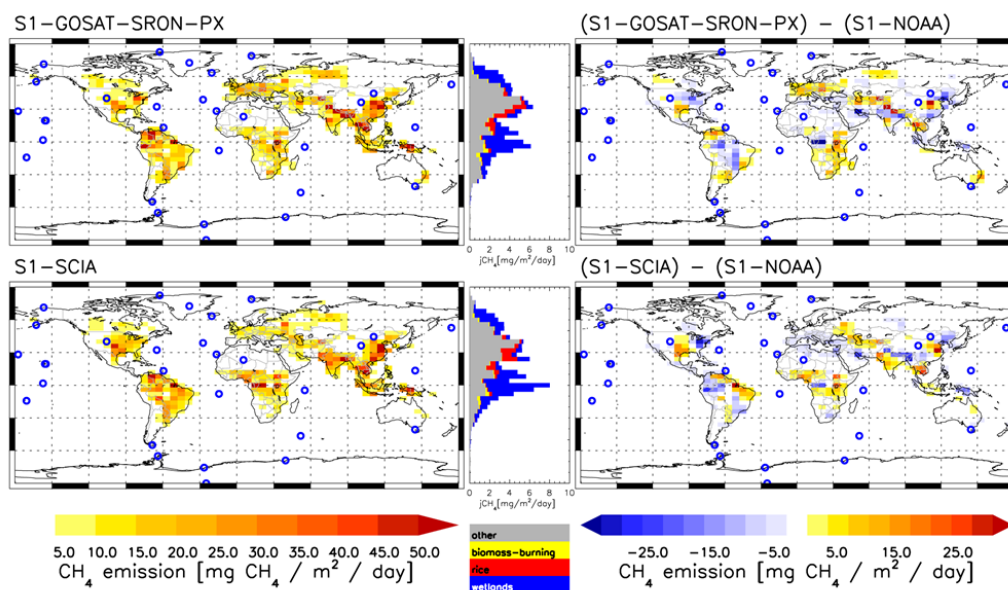 S1-GOSAT-SRON-PX
(S1-GOSAT-SRON-PX) - (S1-NOAA)
0 2 4 6 8 10
jCH₄[mg/m²/day]
S1-SCIA
(S1-SCIA) - (S1-NOAA)
0 2 4 6 8 10
jCH₄[mg/m²/day]
5.0 10.0 15.0 20.0 25.0 30.0 35.0 40.0 45.0 50.0
CH₄ emission [mg CH₄ / m² / day]
other
biomass-burning
rice
wetlands
-25.0 -15.0 -5.0 5.0 15.0 25.0
CH₄ emission [mg CH₄ / m² / day]